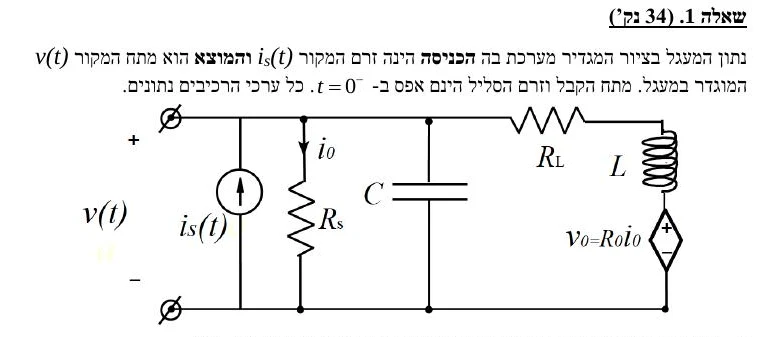 שאלה 1. (34 נק')
נתון המעגל בציור המגדיר מערכת בה הכניסה הינה זרם המקור is(t) והמוצא הוא מתח המקור v(t)
המוגדר במעגל. מתח הקבל וזרם הסליל הינם אפס ב- t = 0⁻. כל ערכי הרכיבים נתונים.
+
i0
RL
L
C
v(t)
is(t)
Rs
V0=R0i0
+
−
−